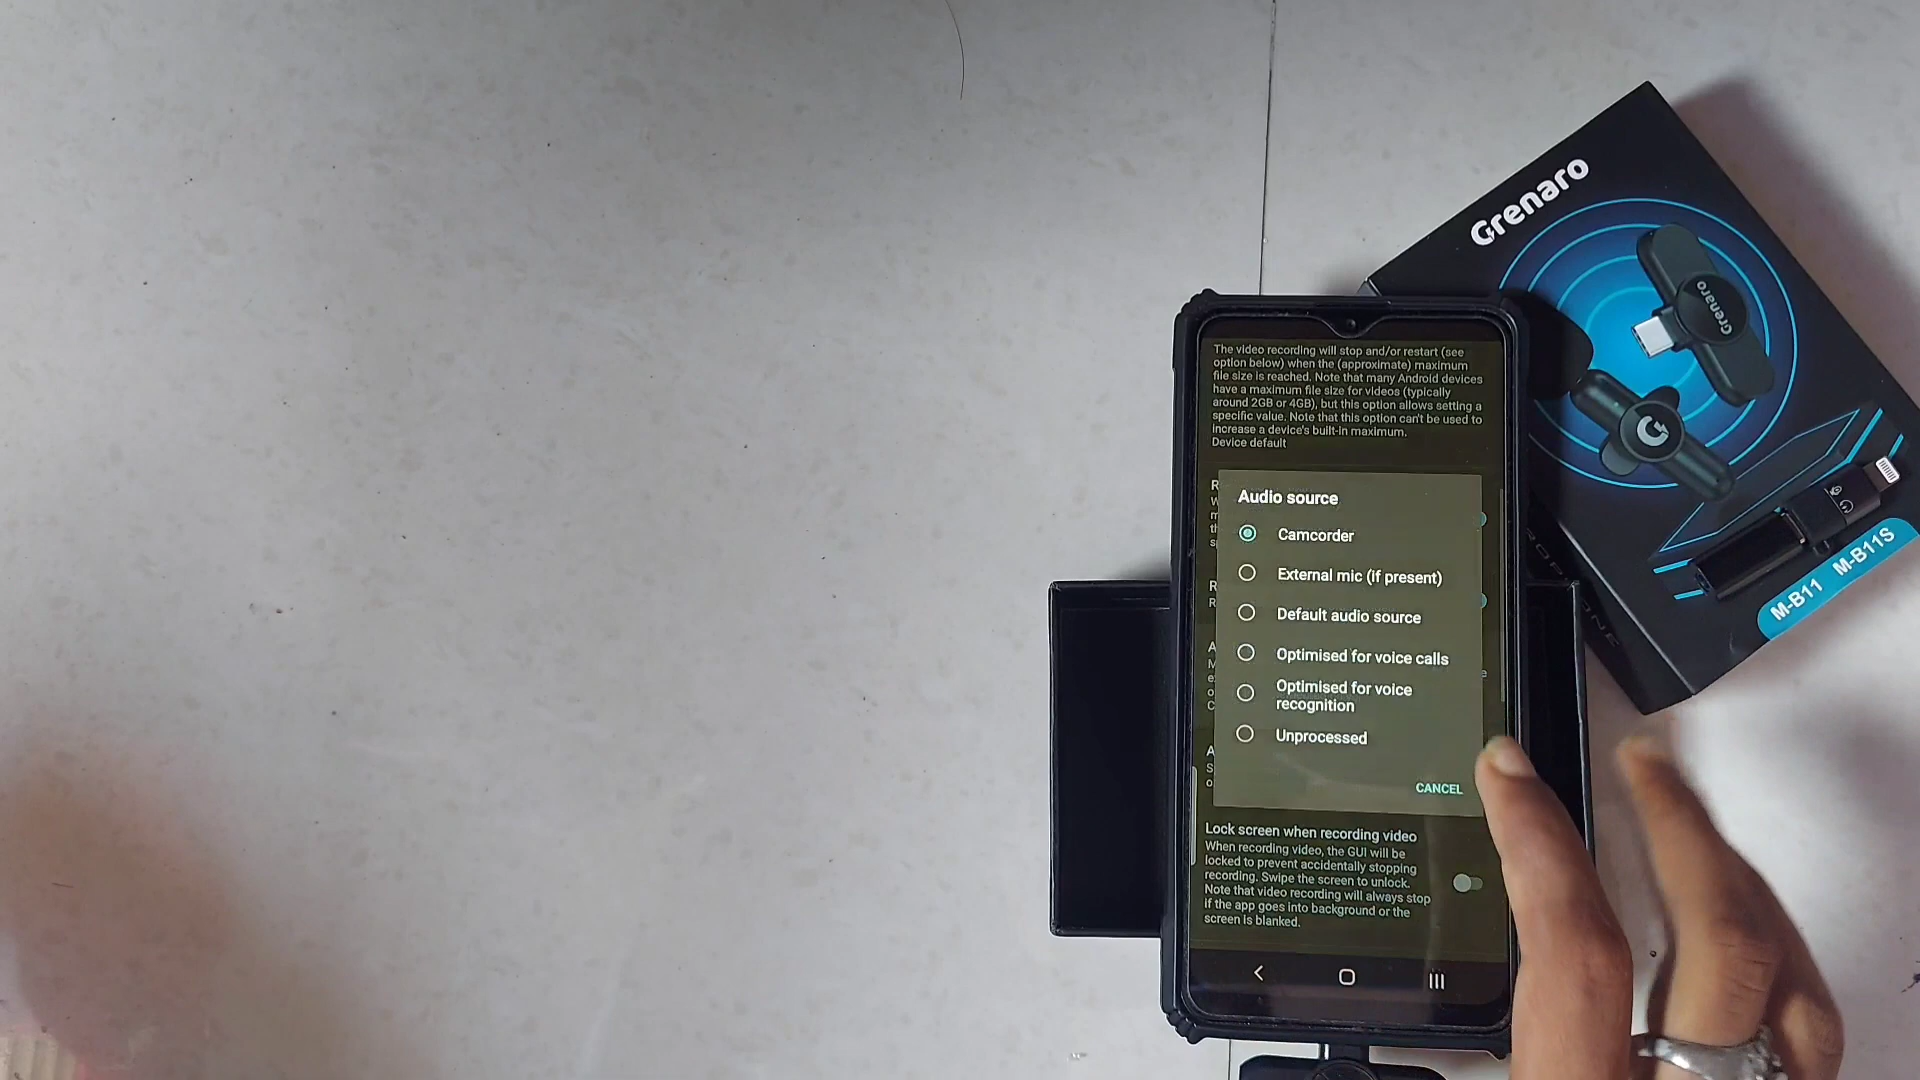 The video recording will stop and/or restart (see
option below) when the (approximate) maximum
file size is reached. Note that many Android devices
have a maximum file size for videos (typically
around 2GB or 4GB), but this option allows setting a
specific value. Note that this option can't be used to
increase a device's built-in maximum.
Device default
Audio source
Camcorder
External mic (if present)
Default audio source
Optimised for voice calls
Optimised for voice
recognition
Unprocessed
CANCEL
Lock screen when recording video
When recording video, the GUI will be
locked to prevent accidentally stopping
recording. Swipe the screen to unlock.
Note that video recording will always stop
if the app goes into background or the
screen is blanked.
Grenaro
Grenaro
M-B11 M-B11S